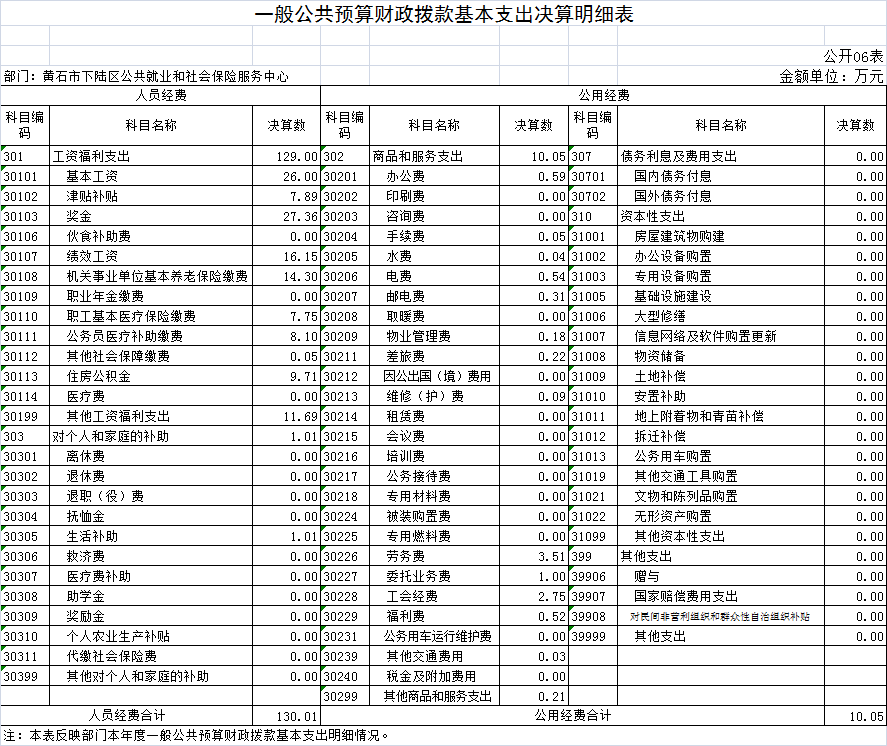 一般公共预算财政拨款基本支出决算明细表
公开06表
部门：黄石市下陆区公共就业和社会保险服务中心 金额单位：万元
人员经费 公用经费
科目编码 科目名称 决算数 科目编码 科目名称 决算数 科目编码 科目名称 决算数
301 工资福利支出 129.00 302 商品和服务支出 10.05 307 债务利息及费用支出 0.00
30101 基本工资 26.00 30201 办公费 0.59 30701 国内债务付息 0.00
30102 津贴补贴 7.89 30202 印刷费 0.00 30702 国外债务付息 0.00
30103 奖金 27.36 30203 咨询费 0.00 310 资本性支出 0.00
30106 伙食补助费 0.00 30204 手续费 0.05 31001 房屋建筑物购建 0.00
30107 绩效工资 16.15 30205 水费 0.04 31002 办公设备购置 0.00
30108 机关事业单位基本养老保险缴费 14.30 30206 电费 0.54 31003 专用设备购置 0.00
30109 职业年金缴费 0.00 30207 邮电费 0.31 31005 基础设施建设 0.00
30110 职工基本医疗保险缴费 7.75 30208 取暖费 0.00 31006 大型修缮 0.00
30111 公务员医疗补助缴费 8.10 30209 物业管理费 0.18 31007 信息网络及软件购置更新 0.00
30112 其他社会保障缴费 0.05 30211 差旅费 0.22 31008 物资储备 0.00
30113 住房公积金 9.71 30212 因公出国（境）费用 0.00 31009 土地补偿 0.00
30114 医疗费 0.00 30213 维修（护）费 0.09 31010 安置补助 0.00
30199 其他工资福利支出 11.69 30214 租赁费 0.00 31011 地上附着物和青苗补偿 0.00
303 对个人和家庭的补助 1.01 30215 会议费 0.00 31012 拆迁补偿 0.00
30301 离休费 0.00 30216 培训费 0.00 31013 公务用车购置 0.00
30302 退休费 0.00 30217 公务接待费 0.00 31019 其他交通工具购置 0.00
30303 退职（役）费 0.00 30218 专用材料费 0.00 31021 文物和陈列品购置 0.00
30304 抚恤金 0.00 30224 被装购置费 0.00 31022 无形资产购置 0.00
30305 生活补助 1.01 30225 专用燃料费 0.00 31099 其他资本性支出 0.00
30306 救济费 0.00 30226 劳务费 3.51 399 其他支出 0.00
30307 医疗费补助 0.00 30227 委托业务费 1.00 39906 赠与 0.00
30308 助学金 0.00 30228 工会经费 2.75 39907 国家赔偿费用支出 0.00
30309 奖励金 0.00 30229 福利费 0.52 39908 对民间非营利组织和群众性自治组织补贴 0.00
30310 个人农业生产补贴 0.00 30231 公务用车运行维护费 0.00 39999 其他支出 0.00
30311 代缴社会保险费 0.00 30239 其他交通费用 0.03
30399 其他对个人和家庭的补助 0.00 30240 税金及附加费用 0.00
30299 其他商品和服务支出 0.21
人员经费合计 130.01 公用经费合计 10.05
注：本表反映部门本年度一般公共预算财政拨款基本支出明细情况。